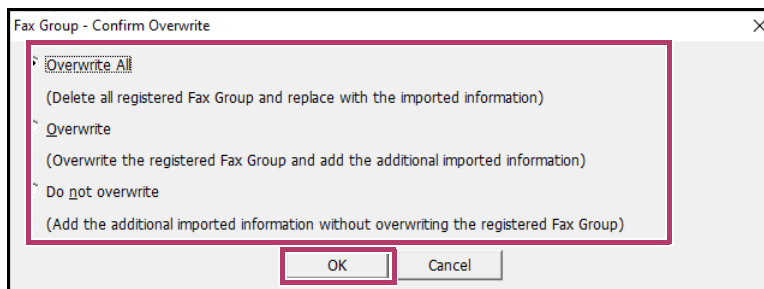 Fax Group - Confirm Overwrite
Overwrite All
(Delete all registered Fax Group and replace with the imported information)
Overwrite
(Overwrite the registered Fax Group and add the additional imported information)
Do not overwrite
(Add the additional imported information without overwriting the registered Fax Group)
OK Cancel